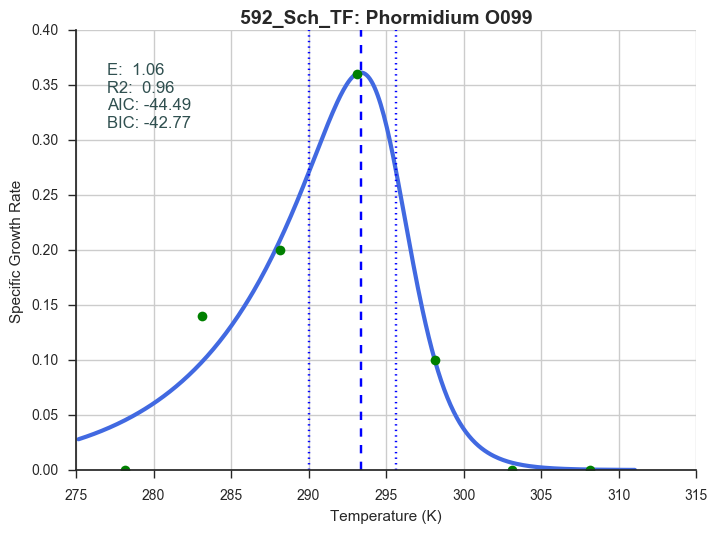 592_Sch_TF: Phormidium O099
E:  1.06
R2:  0.96
AIC: -44.49
BIC: -42.77
Specific Growth Rate
0.40
0.35
0.30
0.25
0.20
0.15
0.10
0.05
0.00
275 280 285 290 295 300 305 310 315
Temperature (K)